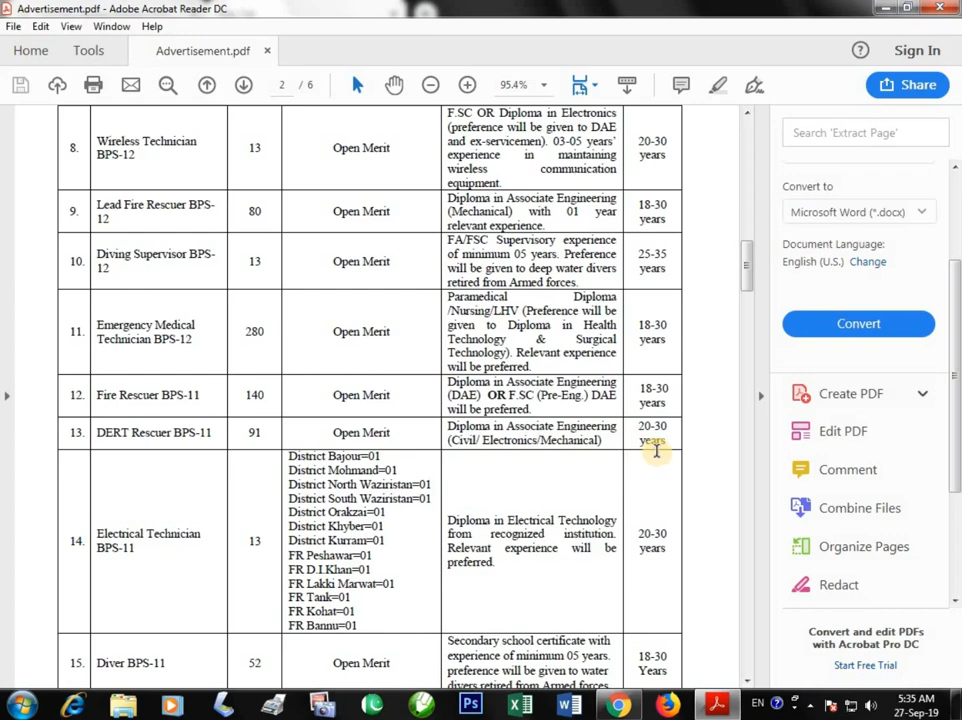 Advertisement.pdf - Adobe Acrobat Reader DC
File Edit View Window Help
Home Tools Advertisement.pdf × Sign In
2 / 6 95.4% Share
8. Wireless Technician BPS-12 13 Open Merit F.SC OR Diploma in Electronics (preference will be given to DAE and ex-servicemen). 03-05 years' experience in maintaining wireless communication equipment. 20-30 years
9. Lead Fire Rescuer BPS-12 80 Open Merit Diploma in Associate Engineering (Mechanical) with 01 year relevant experience. 18-30 years
10. Diving Supervisor BPS-12 13 Open Merit FA/FSC Supervisory experience of minimum 05 years. Preference will be given to deep water divers retired from Armed forces. 25-35 years
11. Emergency Medical Technician BPS-12 280 Open Merit Paramedical Diploma /Nursing/LHV (Preference will be given to Diploma in Health Technology & Surgical Technology). Relevant experience will be preferred. 18-30 years
12. Fire Rescuer BPS-11 140 Open Merit Diploma in Associate Engineering (DAE) OR F.SC (Pre-Eng.) DAE will be preferred. 18-30 years
13. DERT Rescuer BPS-11 91 Open Merit Diploma in Associate Engineering (Civil/ Electronics/Mechanical) 20-30 years
14. Electrical Technician BPS-11 13
District Bajour=01
District Mohmand=01
District North Waziristan=01
District South Waziristan=01
District Orakzai=01
District Khyber=01
District Kurram=01
FR Peshawar=01
FR D.I.Khan=01
FR Lakki Marwat=01
FR Tank=01
FR Kohat=01
FR Bannu=01
Diploma in Electrical Technology from recognized institution. Relevant experience will be preferred. 20-30 years
15. Diver BPS-11 52 Open Merit Secondary school certificate with experience of minimum 05 years. preference will be given to water divers retired from Armed forces. 18-30 Years
Search 'Extract Page'
Convert to
Microsoft Word (*.docx)
Document Language:
English (U.S.) Change
Convert
Create PDF
Edit PDF
Comment
Combine Files
Organize Pages
Redact
Convert and edit PDFs
with Acrobat Pro DC
Start Free Trial
Ps
EN
5:35 AM
27-Sep-19